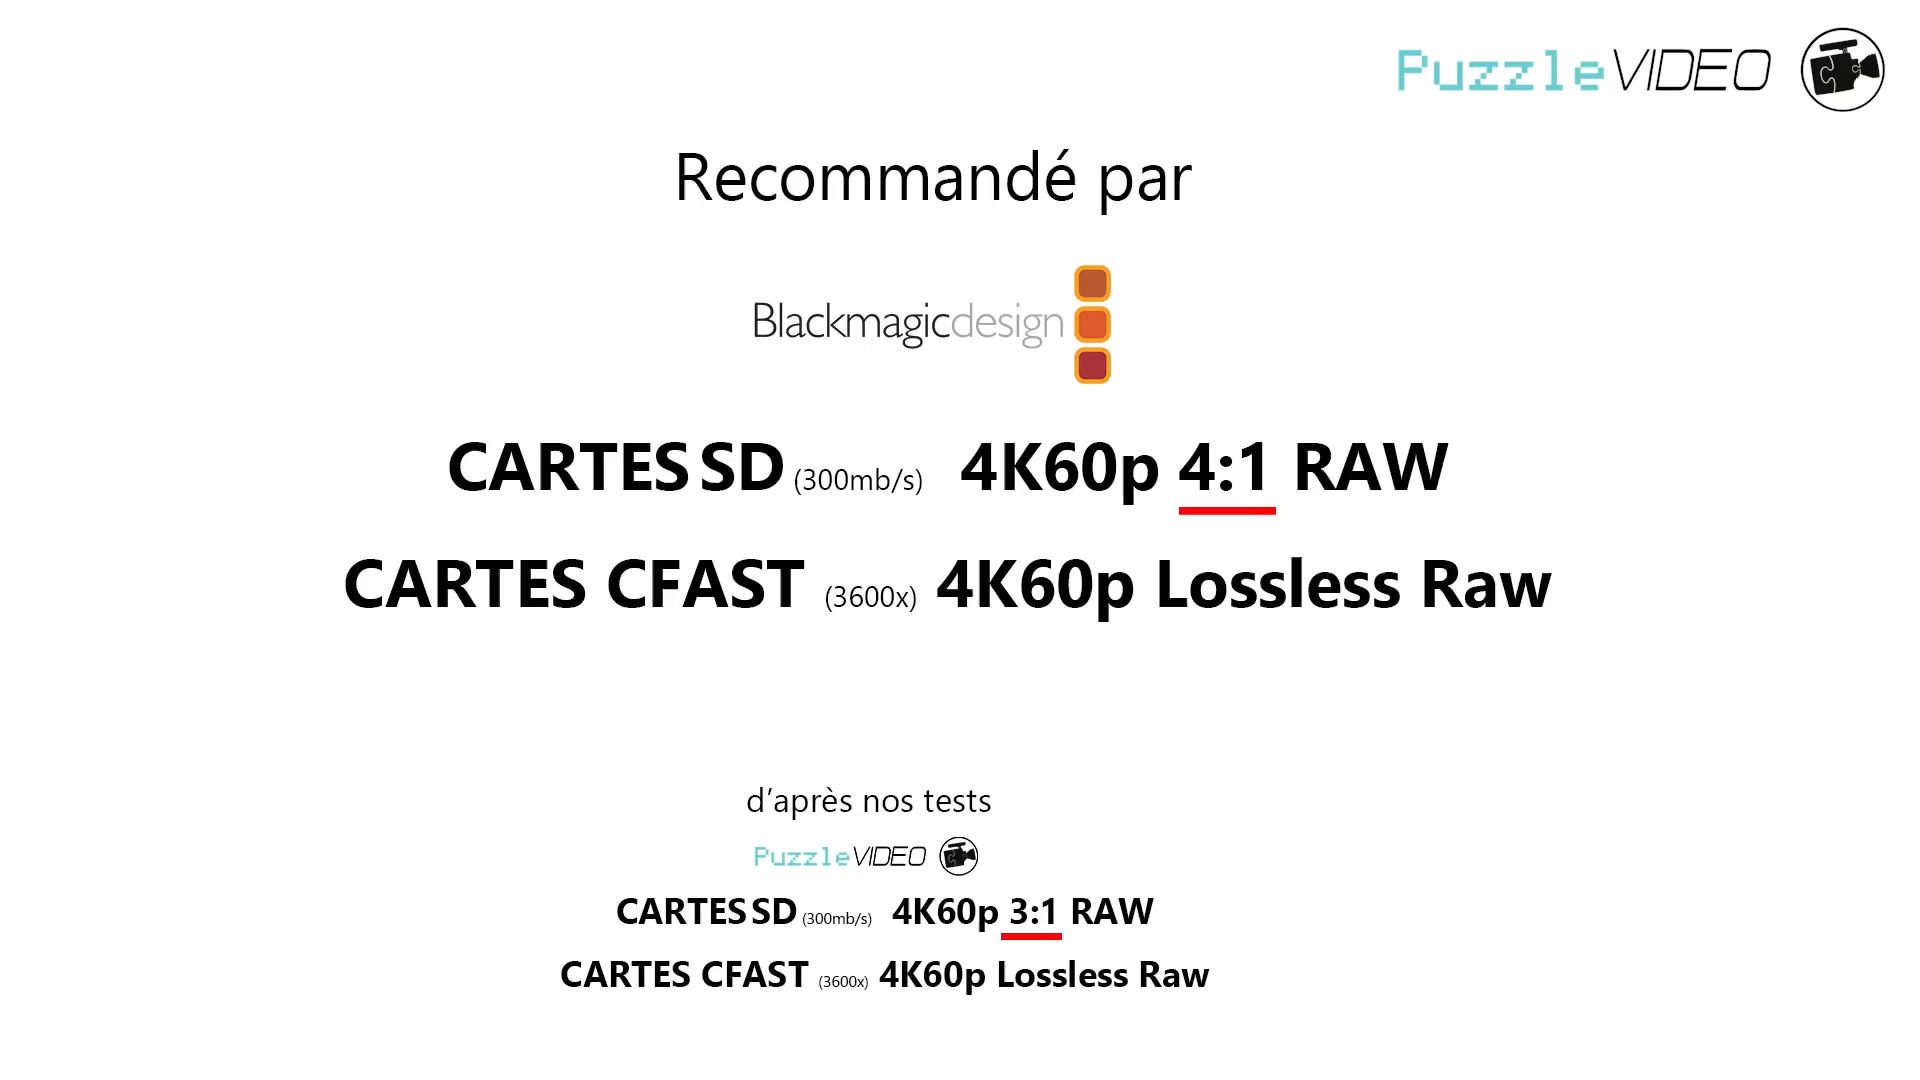 PuzzleVIDEO
Recommandé par
Blackmagicdesign
CARTES SD (300mb/s) 4K60p 4:1 RAW
CARTES CFAST (3600x) 4K60p Lossless Raw
d’après nos tests
PuzzleVIDEO
CARTES SD (300mb/s) 4K60p 3:1 RAW
CARTES CFAST (3600x) 4K60p Lossless Raw